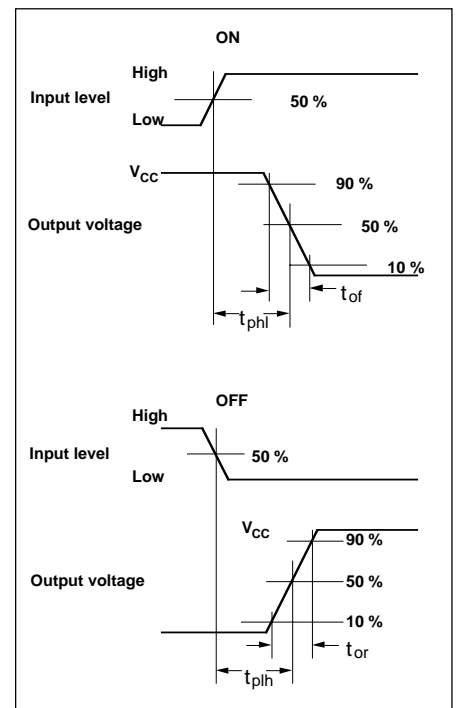 ON
High
Input level
50 %
Low
VCC
90 %
Output voltage
50 %
10 %
tof
tphl
OFF
High
Input level
50 %
Low
VCC
90 %
Output voltage
50 %
10 %
tor
tplh